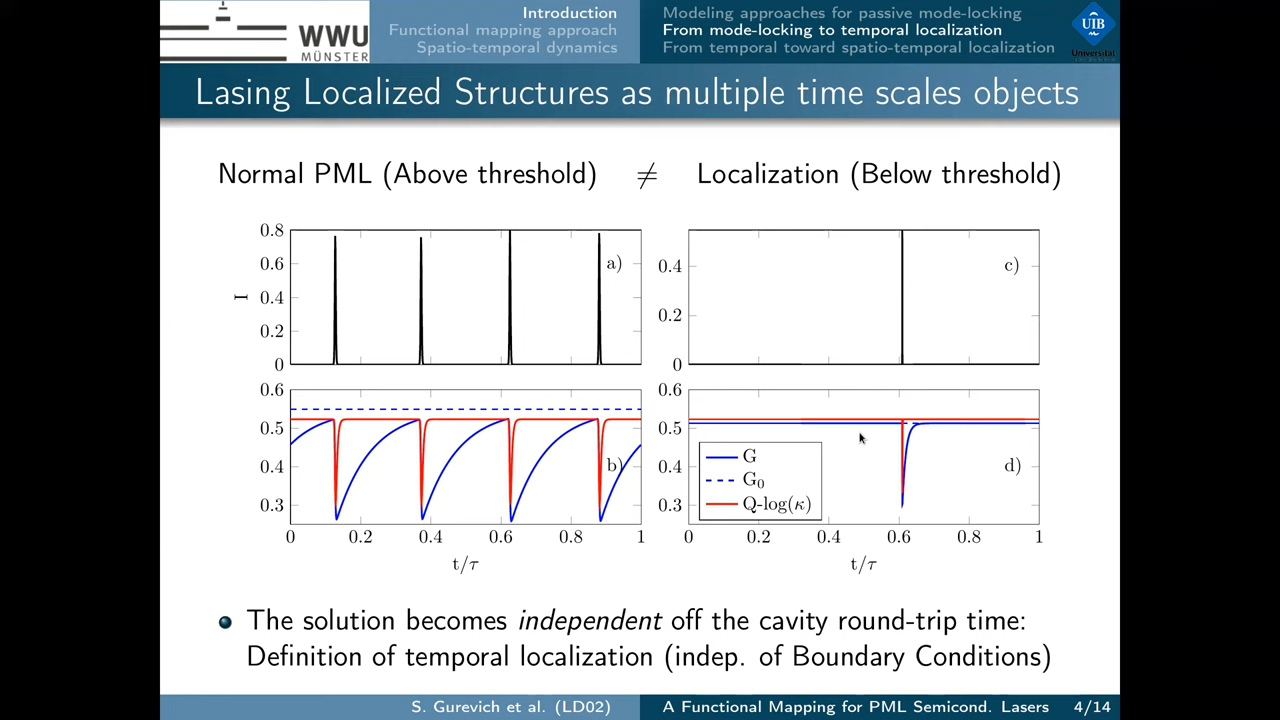 WWU
MÜNSTER
Introduction
Functional mapping approach
Spatio-temporal dynamics
Modeling approaches for passive mode-locking
From mode-locking to temporal localization
From temporal toward spatio-temporal localization
UIB
Lasing Localized Structures as multiple time scales objects
Normal PML (Above threshold) ≠ Localization (Below threshold)
0.8
0.6
0.4
0.2
0
I
a)
0.4
0.2
0
c)
0.6
0.5
0.4
0.3
b)
0 0.2 0.4 0.6 0.8 1
t/τ
0.6
0.5
0.4
0.3
G
G₀
Q-log(κ)
d)
0 0.2 0.4 0.6 0.8 1
t/τ
The solution becomes independent off the cavity round-trip time:
Definition of temporal localization (indep. of Boundary Conditions)
S. Gurevich et al. (LD02)
A Functional Mapping for PML Semicond. Lasers 4/14